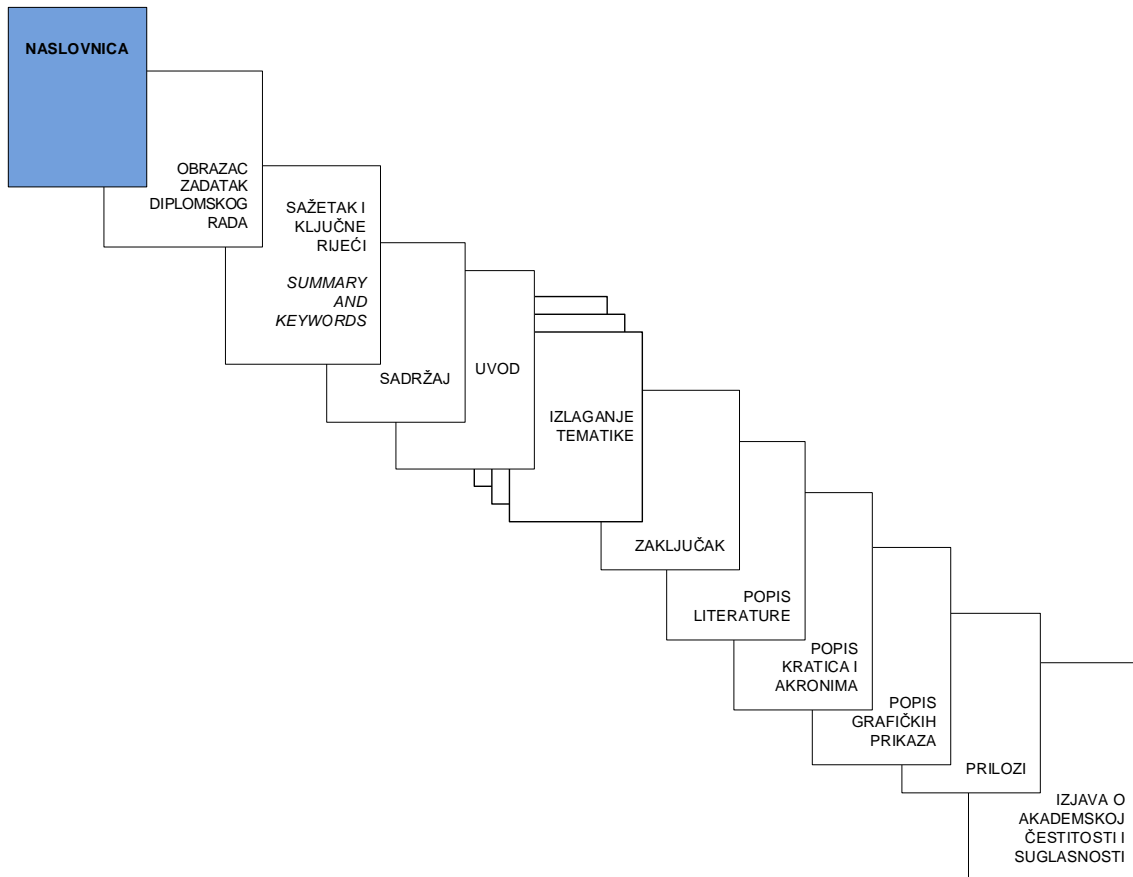 NASLOVNICA
OBRAZAC
ZADATAK
DIPLOMSKOG
RADA
SAŽETAK I
KLJUČNE
RIJEĆI
SUMMARY
AND
KEYWORDS
SADRŽAJ
UVOD
IZLAGANJE
TEMATIKE
ZAKLJUČAK
POPIS
LITERATURE
POPIS
KRATICA I
AKRONIMA
POPIS
GRAFIČKIH
PRIKAZA
PRILOZI
IZJAVA O
AKADEMSKOJ
ČESTITOSTI I
SUGLASNOSTI